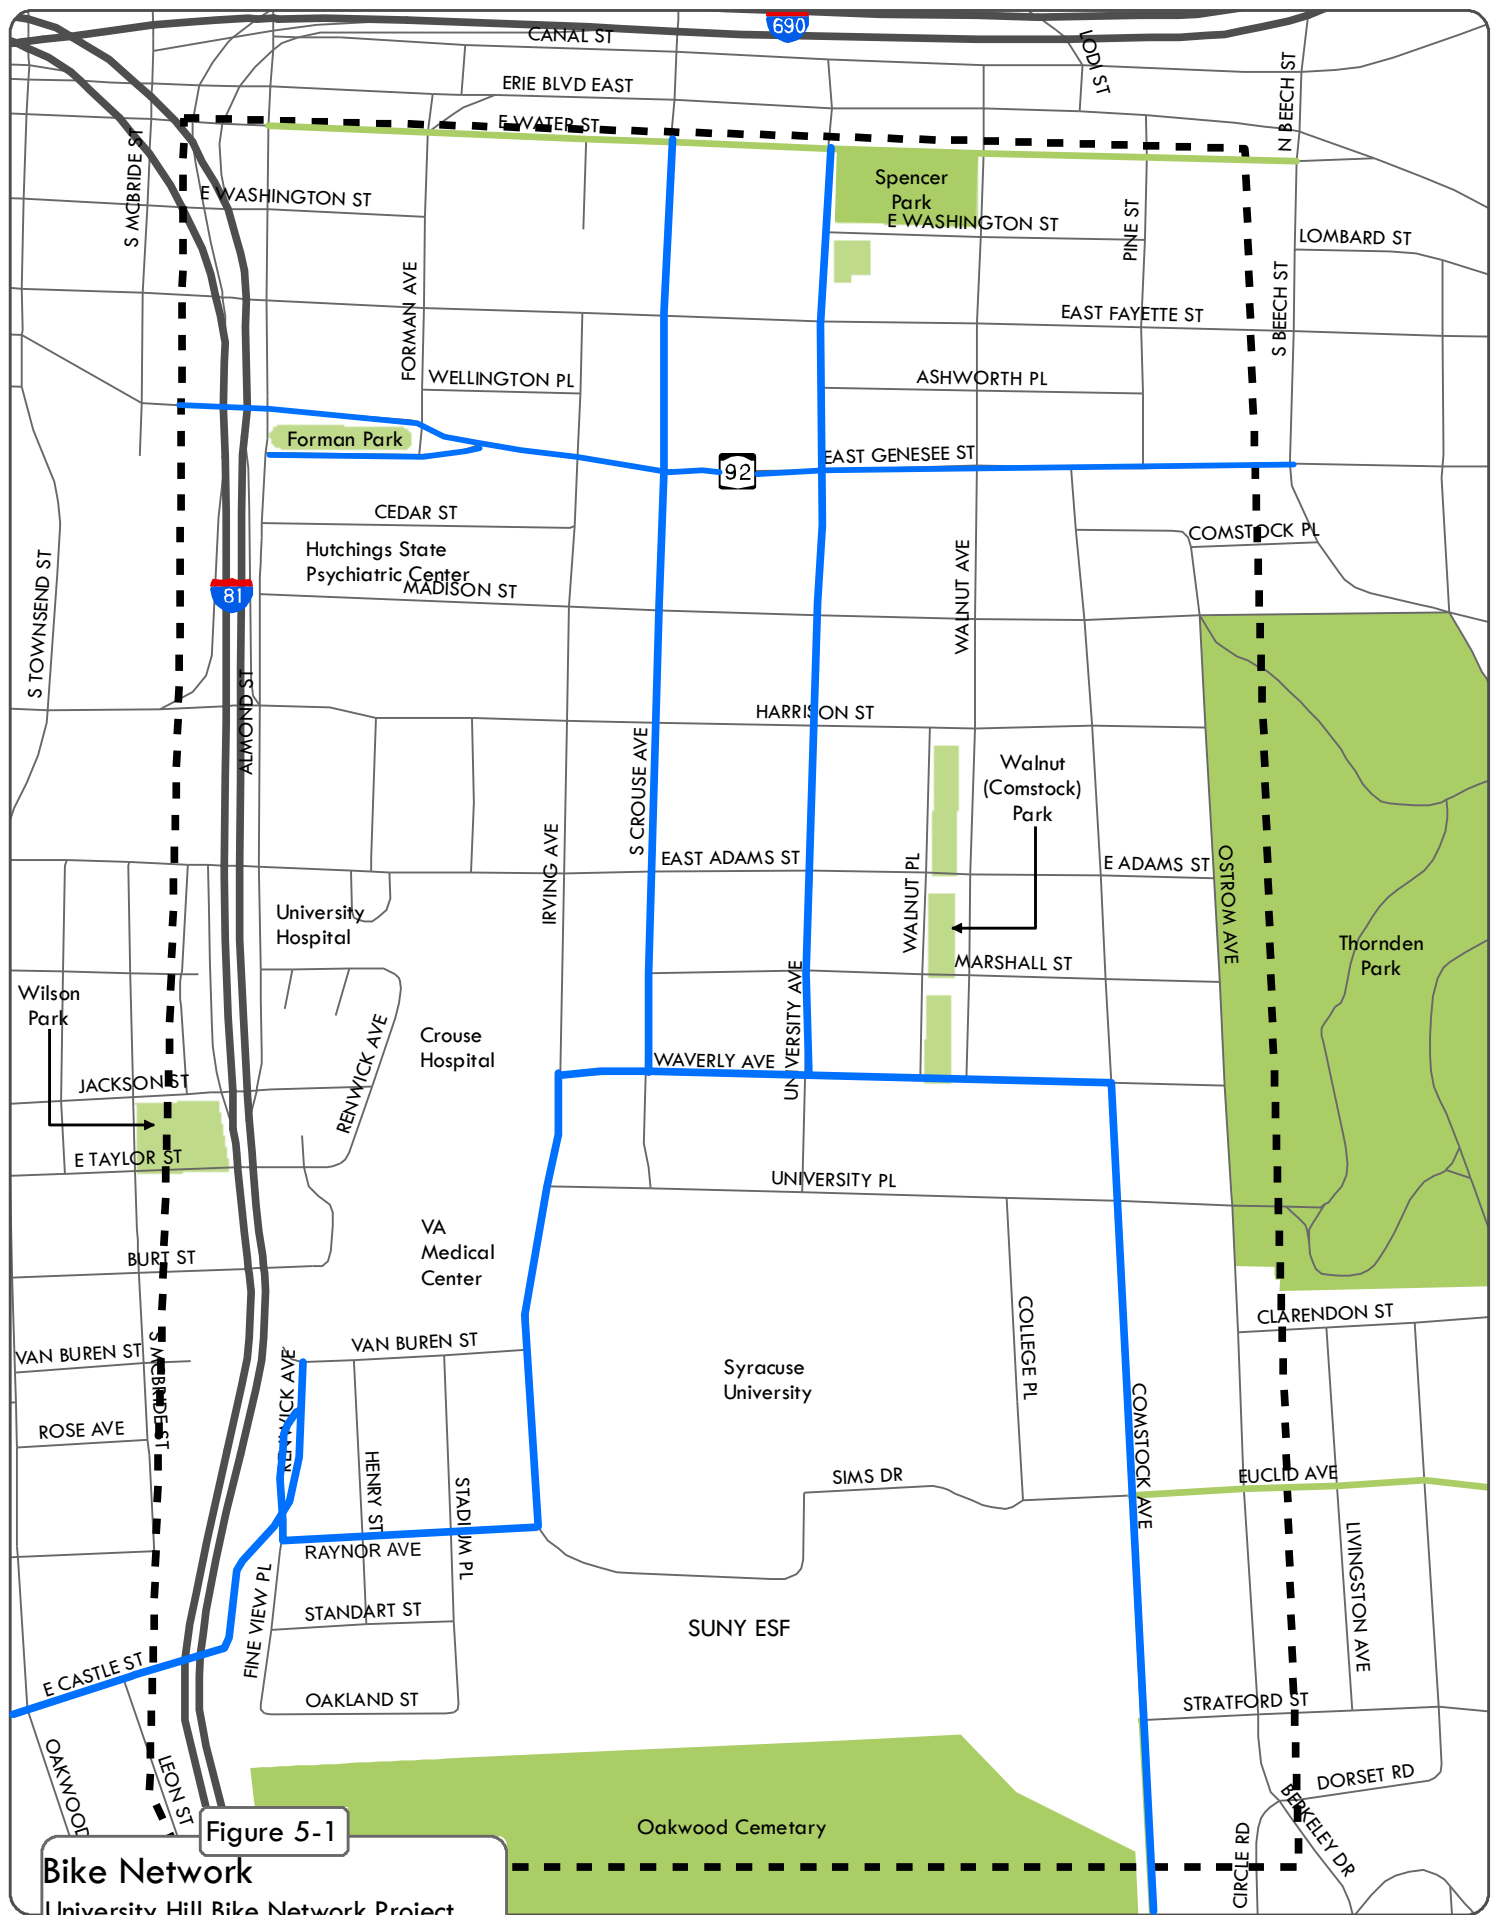 690
CANAL ST
LODI ST
ERIE BLVD EAST
N BEECH ST
E WATER ST
S MCBRIDE ST
E WASHINGTON ST
Spencer
Park
E WASHINGTON ST
PINE ST
LOMBARD ST
FORMAN AVE
EAST FAYETTE ST
S BEECH ST
WELLINGTON PL
ASHWORTH PL
Forman Park
92
EAST GENESEE ST
CEDAR ST
COMSTOCK PL
Hutchings State
Psychiatric Center
MADISON ST
81
S TOWNSEND ST
WALNUT AVE
ALMOND ST
HARRISON ST
S CROUSE AVE
Walnut
(Comstock)
Park
IRVING AVE
EAST ADAMS ST
E ADAMS ST
WALNUT PL
OSTROM AVE
University
Hospital
Thornden
Park
MARSHALL ST
Wilson
Park
UNIVERSITY AVE
RENWICK AVE
Crouse
Hospital
WAVERLY AVE
JACKSON ST
E TAYLOR ST
UNIVERSITY PL
VA
Medical
Center
BURT ST
COLLEGE PL
CLARENDON ST
VAN BUREN ST
VAN BUREN ST
S MCBRIDE ST
RENWICK AVE
Syracuse
University
COMSTOCK AVE
ROSE AVE
HENRY ST
STADIUM PL
SIMS DR
EUCLID AVE
RAYNOR AVE
LIVINGSTON AVE
FINE VIEW PL
STANDART ST
SUNY ESF
E CASTLE ST
OAKLAND ST
STRATFORD ST
OAKWOOD
LEON ST
DORSET RD
BERKELEY DR
CIRCLE RD
Oakwood Cemetary
Figure 5-1
Bike Network
University Hill Bike Network Project